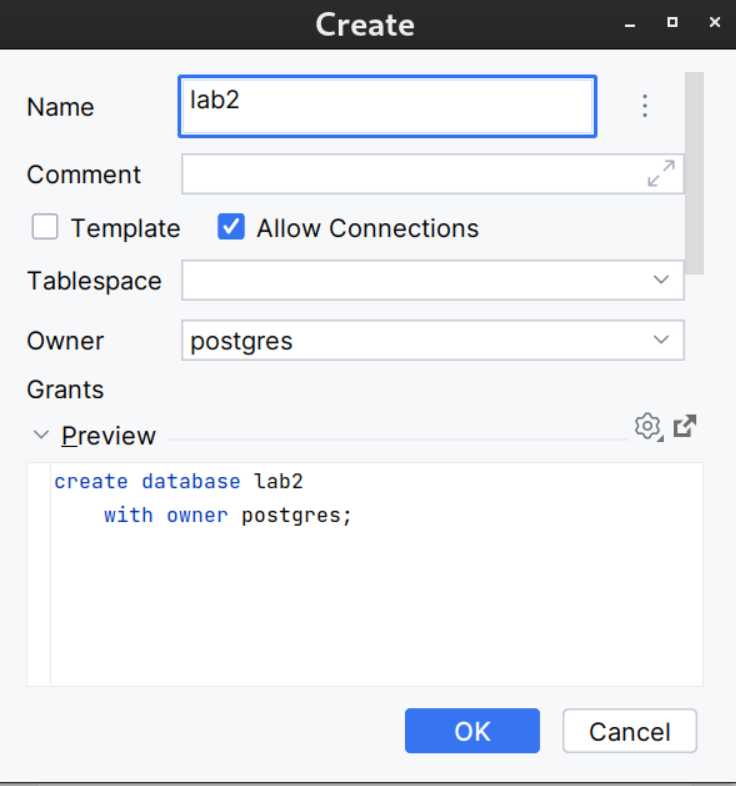 Create
Name lab2
Comment
Template Allow Connections
Tablespace
Owner postgres
Grants
Preview
create database lab2
with owner postgres;
OK Cancel